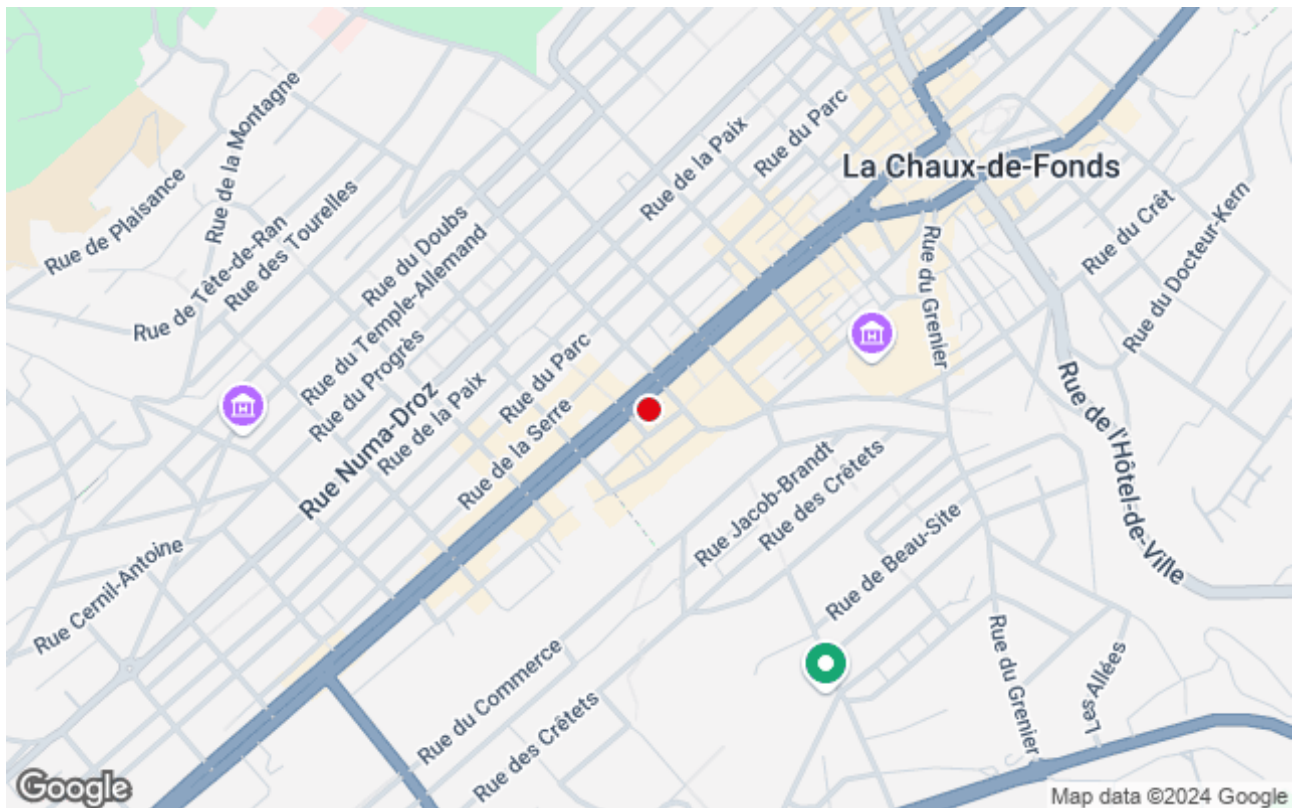 Rue de la Montagne
Rue de Plaisance
Rue de Tête-de-Ran
Rue des Tourelles
Rue du Doubs
Rue du Temple-Allemand
Rue du Progrès
Rue Numa-Droz
Rue de la Paix
Rue du Parc
Rue de la Serre
Rue de la Paix
Rue du Parc
La Chaux-de-Fonds
Rue du Crêt
Rue du Docteur-Kern
Rue du Grenier
Rue de l'Hôtel-de-Ville
Rue Jacob-Brandt
Rue des Crêtets
Rue de Beau-Site
Rue Cernil-Antoine
Rue du Commerce
Rue des Crêtets
Rue du Grenier
Les Allées
Google
Map data ©2024 Google